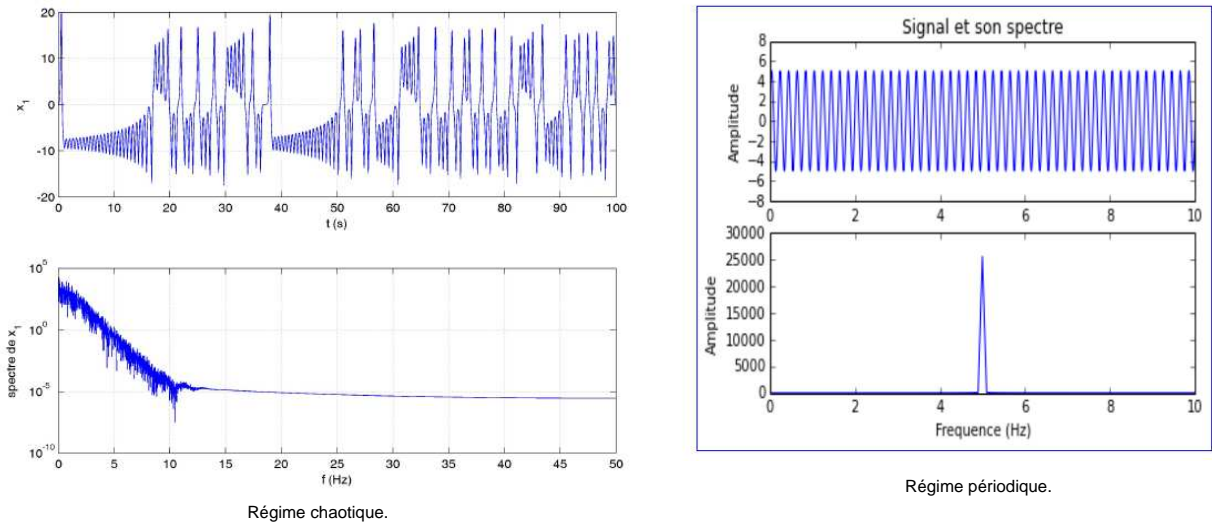 20
10
0
-10
-20
x1
0 10 20 30 40 50 60 70 80 90 100
t (s)
10^5
10^0
10^-5
10^-10
spectre de x1
0 5 10 15 20 25 30 35 40 45 50
f (Hz)
Régime chaotique.
Signal et son spectre
8
6
4
2
0
−2
−4
−6
−8
Amplitude
0 2 4 6 8 10
30000
25000
20000
15000
10000
5000
0
Amplitude
0 2 4 6 8 10
Frequence (Hz)
Régime périodique.